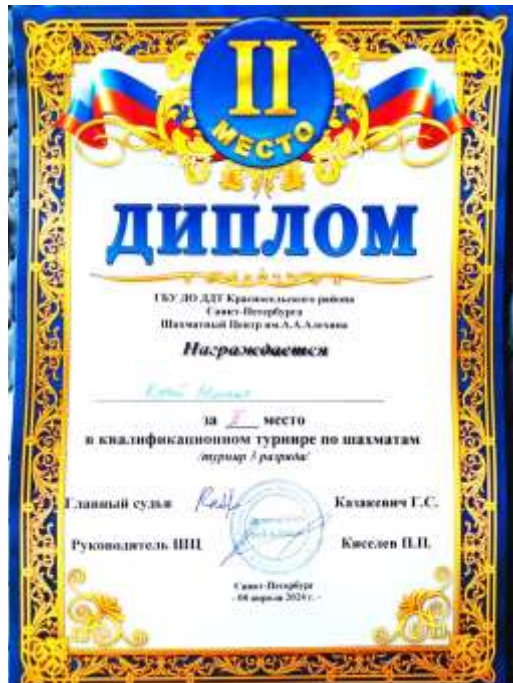 II
МЕСТО
ДИПЛОМ
ГБУ ДО ДДТ Красносельского района
Санкт-Петербурга
Шахматный Центр им.А.А.Алехина
Награждается
за II место
в квалификационном турнире по шахматам
/турнир 3 разряда/
Главный судья Казакевич Г.С.
Руководитель ШЦ Киселев П.П.
Санкт-Петербург
- 08 апреля 2024 г. -